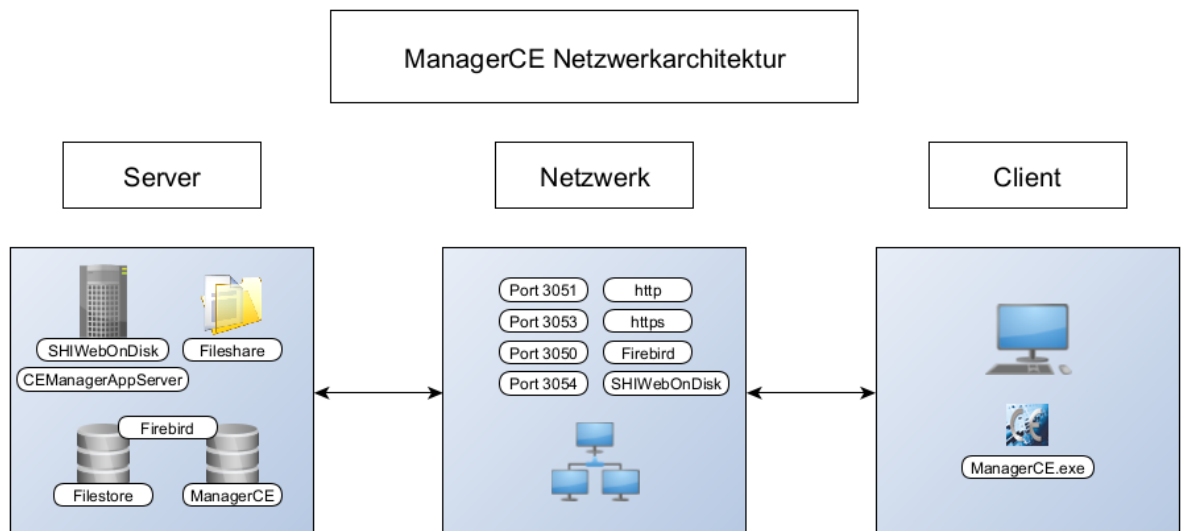 ManagerCE Netzwerkarchitektur
Server
Netzwerk
Client
SHIWebOnDisk
Fileshare
CEManagerAppServer
Firebird
Filestore
ManagerCE
Port 3051
http
Port 3053
https
Port 3050
Firebird
Port 3054
SHIWebOnDisk
CE
ManagerCE.exe